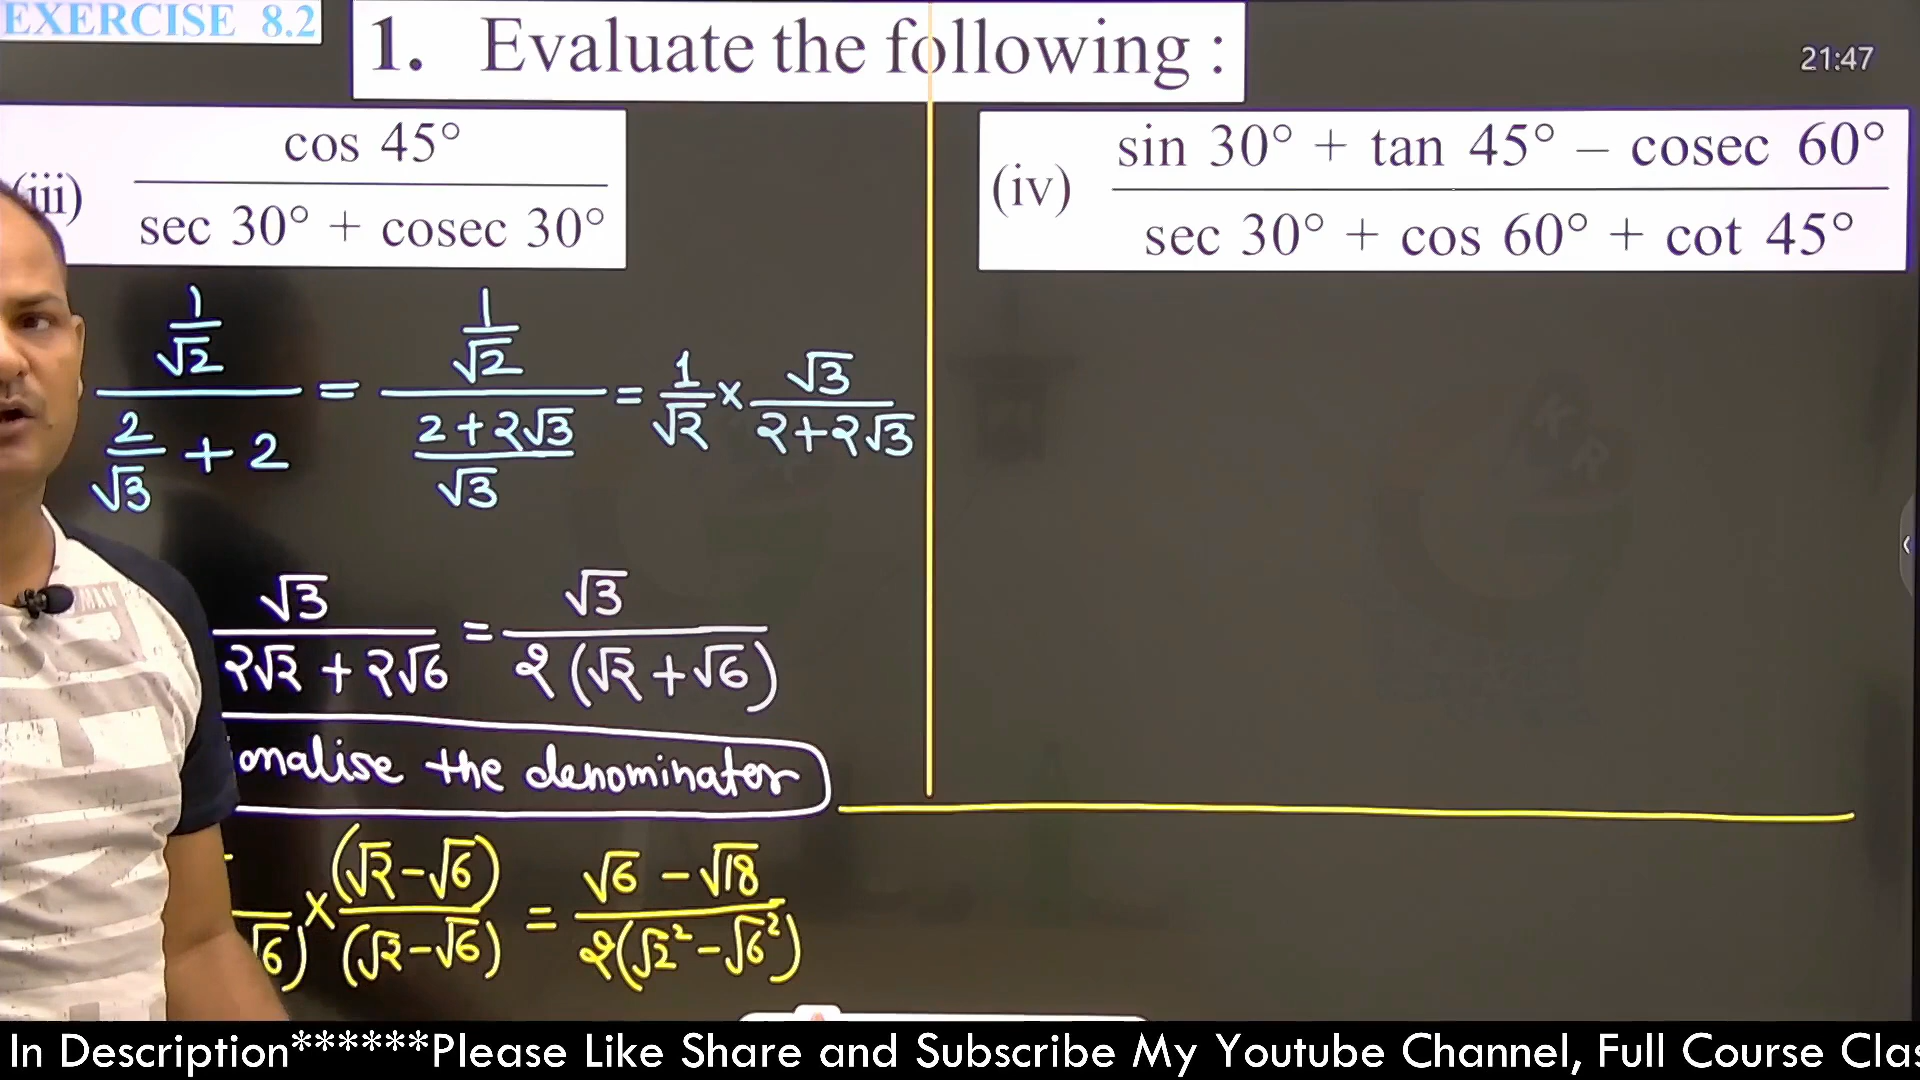 EXERCISE 8.2
1. Evaluate the following :
21:47
(iii) cos 45° / sec 30° + cosec 30°
(iv) sin 30° + tan 45° – cosec 60° / sec 30° + cos 60° + cot 45°
1/√2 / 2/√3 + 2 = 1/√2 / 2+2√3/√3 = 1/√2 × √3/2+2√3
√3 / 2√2 + 2√6 = √3 / 2(√2+√6)
onalise the denominator
√6) × (√2-√6) / (√2-√6) = √6 - √18 / 2(√2² - √6²)
In Description******Please Like Share and Subscribe My Youtube Channel, Full Course Clas